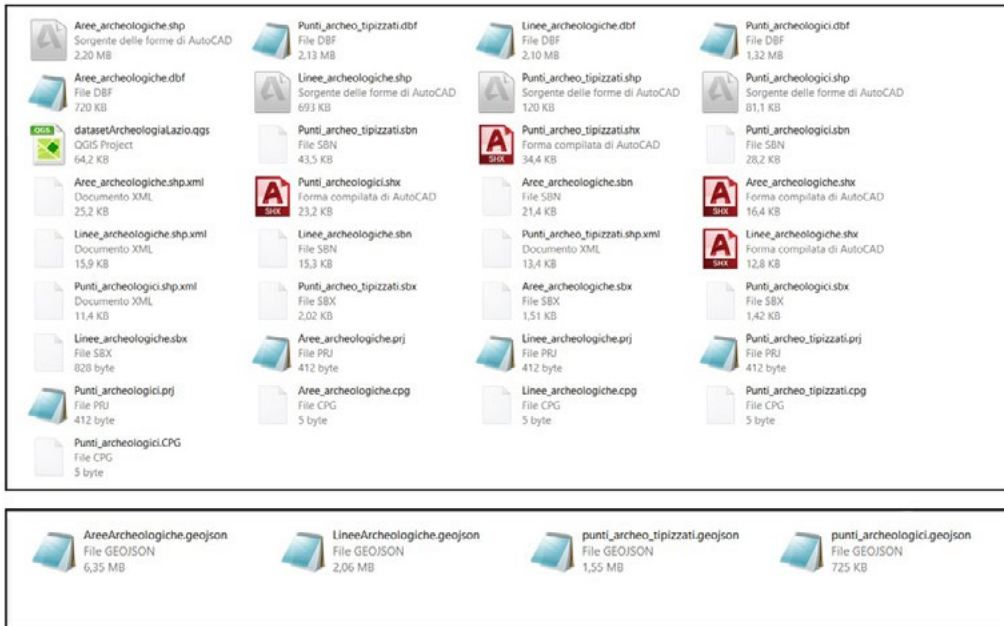 Aree_archeologiche.shp
Sorgente delle forme di AutoCAD
2,20 MB
Punti_archeo_tipizzati.dbf
File DBF
2,13 MB
Linee_archeologiche.dbf
File DBF
2,10 MB
Punti_archeologici.dbf
File DBF
1,32 MB
Aree_archeologiche.dbf
File DBF
720 KB
Linee_archeologiche.shp
Sorgente delle forme di AutoCAD
693 KB
Punti_archeo_tipizzati.shp
Sorgente delle forme di AutoCAD
120 KB
Punti_archeologici.shp
Sorgente delle forme di AutoCAD
81,1 KB
QGS
datasetArcheologiaLazio.qgs
QGIS Project
64,2 KB
Punti_archeo_tipizzati.sbn
File SBN
43,5 KB
SHX
Punti_archeo_tipizzati.shx
Forma compilata di AutoCAD
34,4 KB
Punti_archeologici.sbn
File SBN
28,2 KB
Aree_archeologiche.shp.xml
Documento XML
25,2 KB
SHX
Punti_archeologici.shx
Forma compilata di AutoCAD
23,2 KB
Aree_archeologiche.sbn
File SBN
21,4 KB
SHX
Aree_archeologiche.shx
Forma compilata di AutoCAD
16,4 KB
Linee_archeologiche.shp.xml
Documento XML
15,9 KB
Linee_archeologiche.sbn
File SBN
15,3 KB
Punti_archeo_tipizzati.shp.xml
Documento XML
13,4 KB
SHX
Linee_archeologiche.shx
Forma compilata di AutoCAD
12,8 KB
Punti_archeologici.shp.xml
Documento XML
11,4 KB
Punti_archeo_tipizzati.sbx
File SBX
2,02 KB
Aree_archeologiche.sbx
File SBX
1,51 KB
Punti_archeologici.sbx
File SBX
1,42 KB
Linee_archeologiche.sbx
File SBX
828 byte
Aree_archeologiche.prj
File PRJ
412 byte
Linee_archeologiche.prj
File PRJ
412 byte
Punti_archeo_tipizzati.prj
File PRJ
412 byte
Punti_archeologici.prj
File PRJ
412 byte
Aree_archeologiche.cpg
File CPG
5 byte
Linee_archeologiche.cpg
File CPG
5 byte
Punti_archeo_tipizzati.cpg
File CPG
5 byte
Punti_archeologici.CPG
File CPG
5 byte
AreeArcheologiche.geojson
File GEOJSON
6,35 MB
LineeArcheologiche.geojson
File GEOJSON
2,06 MB
punti_archeo_tipizzati.geojson
File GEOJSON
1,55 MB
punti_archeologici.geojson
File GEOJSON
725 KB